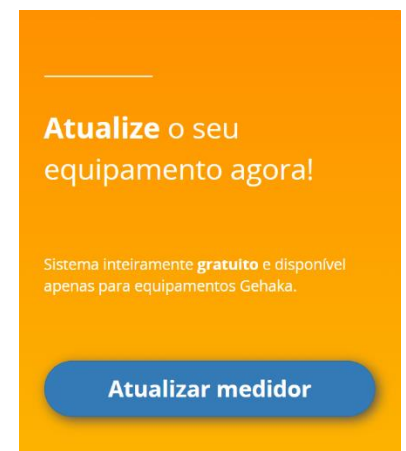 Atualize o seu
equipamento agora!
Sistema inteiramente gratuito e disponível
apenas para equipamentos Gehaka.
Atualizar medidor